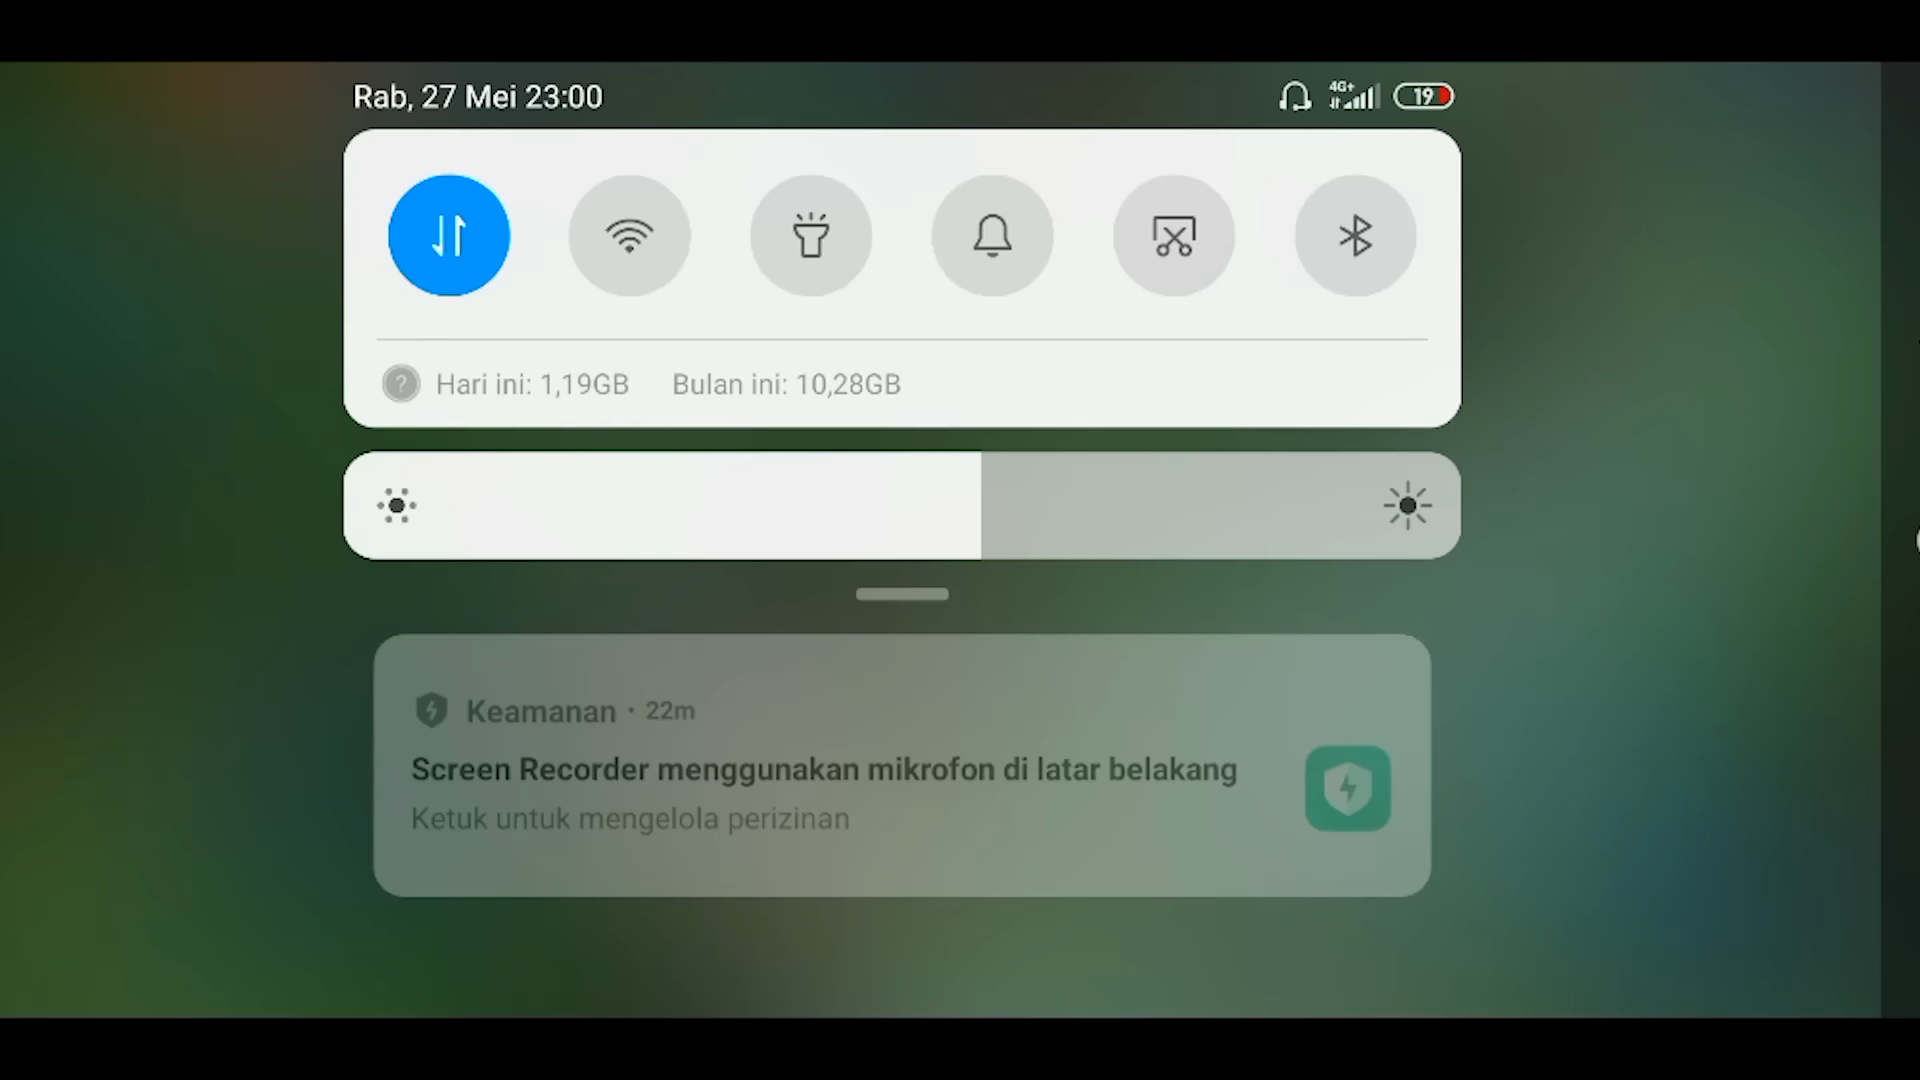 Rab, 27 Mei 23:00
4G+
19
? Hari ini: 1,19GB Bulan ini: 10,28GB
Keamanan · 22m
Screen Recorder menggunakan mikrofon di latar belakang
Ketuk untuk mengelola perizinan